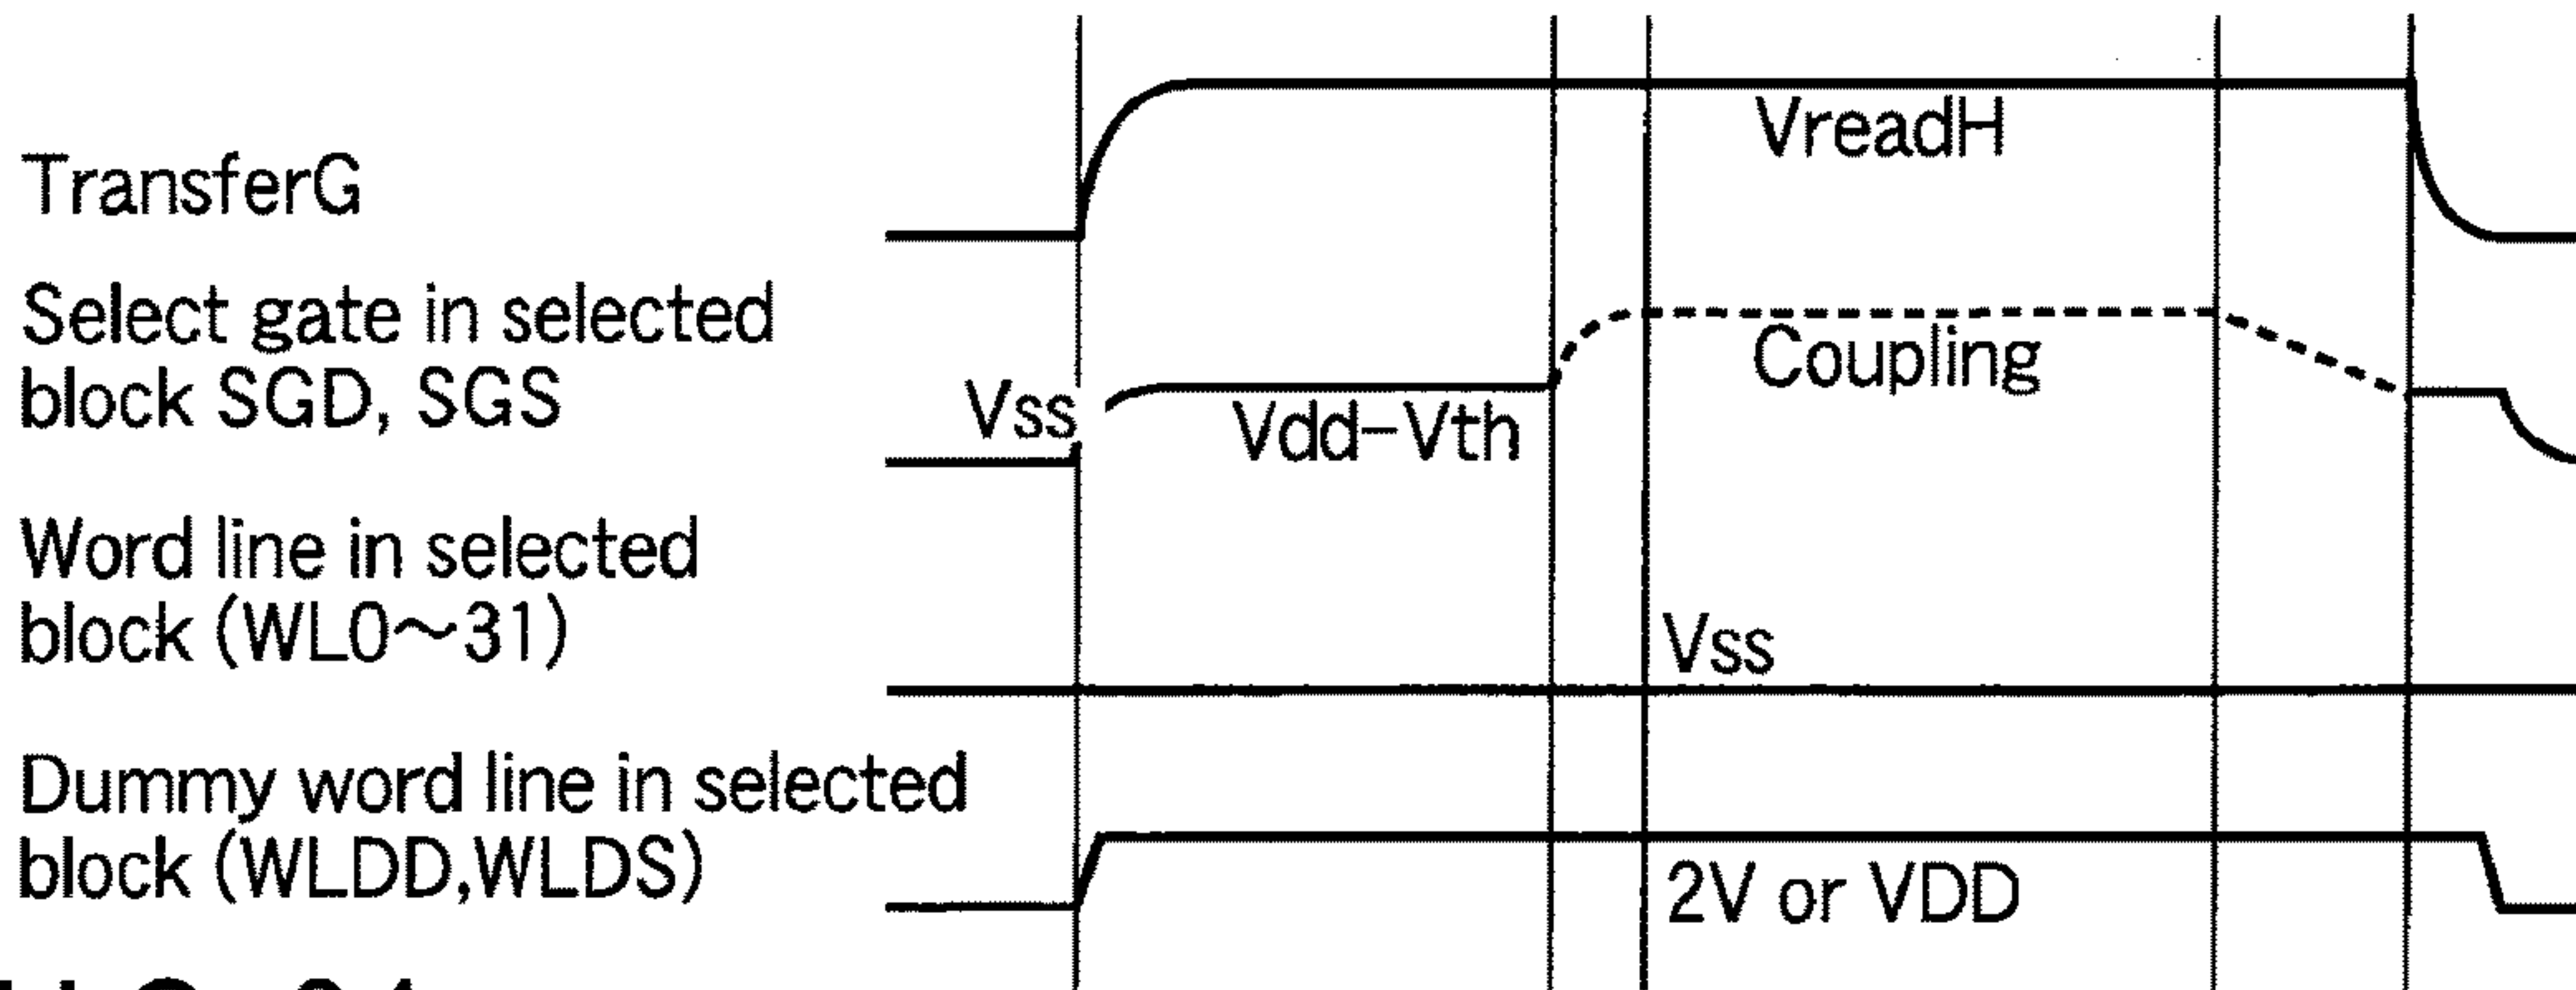 TransferG
VreadH
Select gate in selected
block SGD, SGS
Vss
Vdd-Vth
Coupling
Word line in selected
block (WL0~31)
Vss
Dummy word line in selected
block (WLDD,WLDS)
2V or VDD